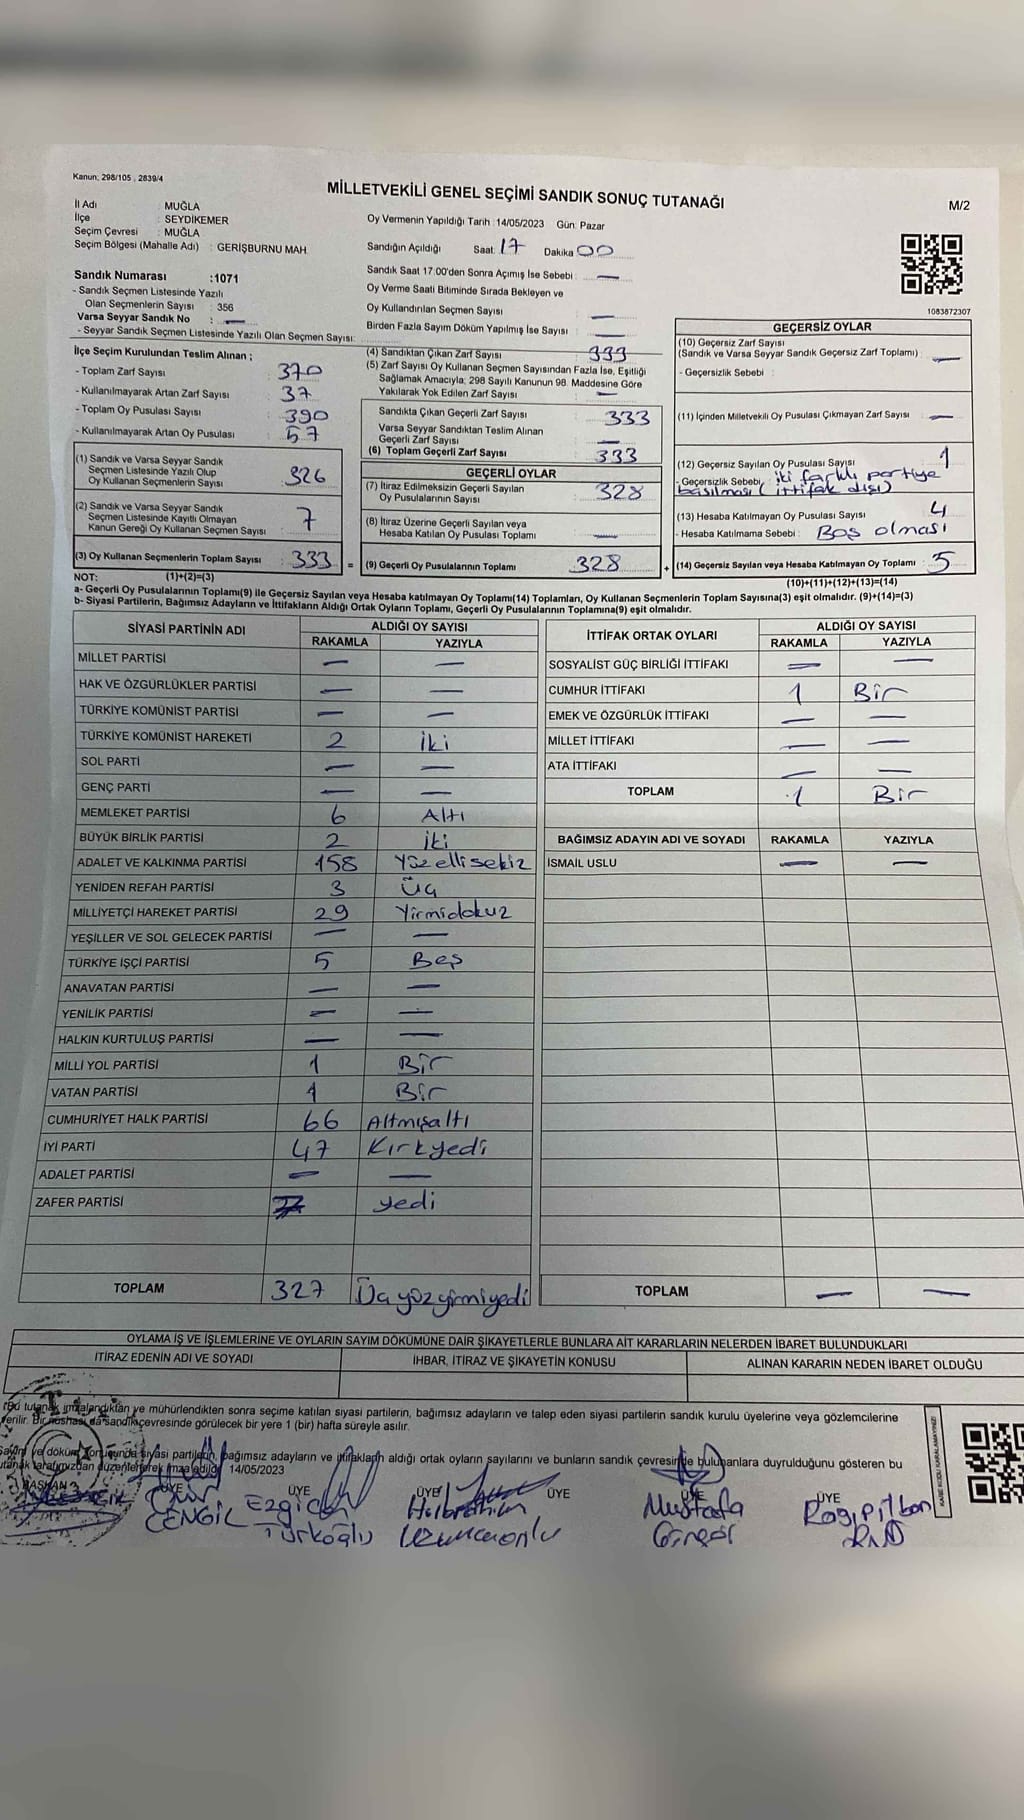 Kanun; 298/105 , 2839/4
MİLLETVEKİLİ GENEL SEÇİMİ SANDIK SONUÇ TUTANAĞI
M/2
İl Adı : MUĞLA
İlçe : SEYDİKEMER
Seçim Çevresi : MUĞLA
Seçim Bölgesi (Mahalle Adı) : GERİŞBURNU MAH.
Sandık Numarası :1071
- Sandık Seçmen Listesinde Yazılı
Olan Seçmenlerin Sayısı : 356
Varsa Seyyar Sandık No : —
- Seyyar Sandık Seçmen Listesinde Yazılı Olan Seçmen Sayısı:
Oy Vermenin Yapıldığı Tarih :14/05/2023 Gün: Pazar
Sandığın Açıldığı Saat: 17 Dakika 00
Sandık Saat 17:00'den Sonra Açımış İse Sebebi : —
Oy Verme Saati Bitiminde Sırada Bekleyen ve
Oy Kullandırılan Seçmen Sayısı : —
Birden Fazla Sayım Döküm Yapılmış İse Sayısı : —
1083872307
İlçe Seçim Kurulundan Teslim Alınan ;
- Toplam Zarf Sayısı : 370
- Kullanılmayarak Artan Zarf Sayısı : 37
- Toplam Oy Pusulası Sayısı : 390
- Kullanılmayarak Artan Oy Pusulası : 57
(1) Sandık ve Varsa Seyyar Sandık
Seçmen Listesinde Yazılı Olup
Oy Kullanan Seçmenlerin Sayısı : 326
(2) Sandık ve Varsa Seyyar Sandık
Seçmen Listesinde Kayıtlı Olmayan
Kanun Gereği Oy Kullanan Seçmen Sayısı : 7
(3) Oy Kullanan Seçmenlerin Toplam Sayısı : 333 =
(1)+(2)=(3)
(4) Sandıktan Çıkan Zarf Sayısı : 333
(5) Zarf Sayısı Oy Kullanan Seçmen Sayısından Fazla İse, Eşitliği
Sağlamak Amacıyla; 298 Sayılı Kanunun 98. Maddesine Göre
Yakılarak Yok Edilen Zarf Sayısı : —
Sandıkta Çıkan Geçerli Zarf Sayısı : 333
Varsa Seyyar Sandıktan Teslim Alınan
Geçerli Zarf Sayısı : —
(6) Toplam Geçerli Zarf Sayısı : 333
GEÇERLİ OYLAR
(7) İtiraz Edilmeksizin Geçerli Sayılan
Oy Pusulalarının Sayısı : 328
(8) İtiraz Üzerine Geçerli Sayılan veya
Hesaba Katılan Oy Pusulası Toplamı : —
(9) Geçerli Oy Pusulalarının Toplamı : 328 +
GEÇERSİZ OYLAR
(10) Geçersiz Zarf Sayısı
(Sandık ve Varsa Seyyar Sandık Geçersiz Zarf Toplamı) : —
- Geçersizlik Sebebi :
(11) İçinden Milletvekili Oy Pusulası Çıkmayan Zarf Sayısı : —
(12) Geçersiz Sayılan Oy Pusulası Sayısı : 1
- Geçersizlik Sebebi : iki farklı partiye
basılması ( ittifak dışı)
(13) Hesaba Katılmayan Oy Pusulası Sayısı : 4
- Hesaba Katılmama Sebebi : Boş olması
(14) Geçersiz Sayılan veya Hesaba Katılmayan Oy Toplamı : 5
(10)+(11)+(12)+(13)=(14)
NOT:
a- Geçerli Oy Pusulalarının Toplamı(9) ile Geçersiz Sayılan veya Hesaba katılmayan Oy Toplamı(14) Toplamları, Oy Kullanan Seçmenlerin Toplam Sayısına(3) eşit olmalıdır. (9)+(14)=(3)
b- Siyasi Partilerin, Bağımsız Adayların ve İttifakların Aldığı Ortak Oyların Toplamı, Geçerli Oy Pusulalarının Toplamına(9) eşit olmalıdır.
SİYASİ PARTİNİN ADI ALDIĞI OY SAYISI
RAKAMLA YAZIYLA
MİLLET PARTİSİ — —
HAK VE ÖZGÜRLÜKLER PARTİSİ — —
TÜRKİYE KOMÜNİST PARTİSİ — —
TÜRKİYE KOMÜNİST HAREKETİ 2 İki
SOL PARTİ — —
GENÇ PARTİ — —
MEMLEKET PARTİSİ 6 Altı
BÜYÜK BİRLİK PARTİSİ 2 İki
ADALET VE KALKINMA PARTİSİ 158 Yüzellisekiz
YENİDEN REFAH PARTİSİ 3 Üç
MİLLİYETÇİ HAREKET PARTİSİ 29 Yirmidokuz
YEŞİLLER VE SOL GELECEK PARTİSİ — —
TÜRKİYE İŞÇİ PARTİSİ 5 Beş
ANAVATAN PARTİSİ — —
YENİLİK PARTİSİ — —
HALKIN KURTULUŞ PARTİSİ — —
MİLLİ YOL PARTİSİ 1 Bir
VATAN PARTİSİ 1 Bir
CUMHURİYET HALK PARTİSİ 66 Altmışaltı
İYİ PARTİ 47 Kırkyedi
ADALET PARTİSİ — —
ZAFER PARTİSİ 7 yedi
TOPLAM 327 Üçyüzyirmiyedi
İTTİFAK ORTAK OYLARI ALDIĞI OY SAYISI
RAKAMLA YAZIYLA
SOSYALİST GÜÇ BİRLİĞİ İTTİFAKI — —
CUMHUR İTTİFAKI 1 Bir
EMEK VE ÖZGÜRLÜK İTTİFAKI — —
MİLLET İTTİFAKI — —
ATA İTTİFAKI — —
TOPLAM 1 Bir
BAĞIMSIZ ADAYIN ADI VE SOYADI RAKAMLA YAZIYLA
İSMAİL USLU — —
TOPLAM — —
OYLAMA İŞ VE İŞLEMLERİNE VE OYLARIN SAYIM DÖKÜMÜNE DAİR ŞİKAYETLERLE BUNLARA AİT KARARLARIN NELERDEN İBARET BULUNDUKLARI
İTİRAZ EDENİN ADI VE SOYADI İHBAR, İTİRAZ VE ŞİKAYETİN KONUSU ALINAN KARARIN NEDEN İBARET OLDUĞU
tutanak imzalandıktan ve mühürlendikten sonra seçime katılan siyasi partilerin, bağımsız adayların ve talep eden siyasi partilerin sandık kurulu üyelerine veya gözlemcilerine
verilir. Bir nüshası da sandık çevresinde görülecek bir yere 1 (bir) hafta süreyle asılır.
ve döküm sonucunda siyasi partilerin, bağımsız adayların ve ittifakların aldığı ortak oyların sayılarını ve bunların sandık çevresinde bulunanlara duyrulduğunu gösteren bu
tutanak tarafımızdan düzenlenerek imza edildi. 14/05/2023
BAŞKAN ÜYE ÜYE ÜYE ÜYE ÜYE ÜYE
CENGİL Ezgi Türkoğlu Halibrahim Mustafa Ragıp